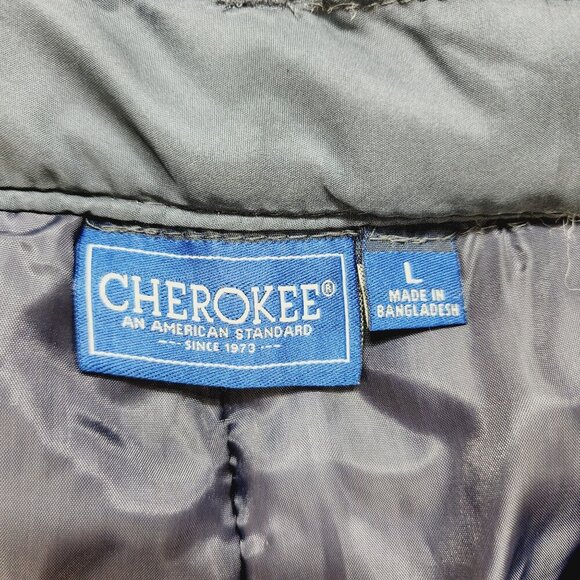 CHEROKEE®
AN AMERICAN STANDARD
--- SINCE 1973 ---
L
MADE IN
BANGLADESH